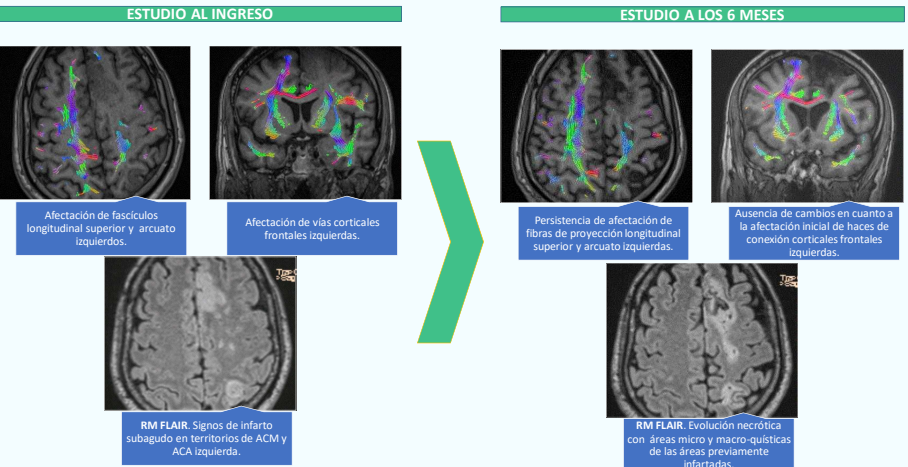 ESTUDIO AL INGRESO
Afectación de fascículos
longitudinal superior y arcuato
izquierdos.
Afectación de vías corticales
frontales izquierdas.
RM FLAIR. Signos de infarto
subagudo en territorios de ACM y
ACA izquierda.
ESTUDIO A LOS 6 MESES
Persistencia de afectación de
fibras de proyección longitudinal
superior y arcuato izquierdas.
Ausencia de cambios en cuanto a
la afectación inicial de haces de
conexión corticales frontales
izquierdas.
RM FLAIR. Evolución necrótica
con áreas micro y macro-quísticas
de las áreas previamente
infartadas.